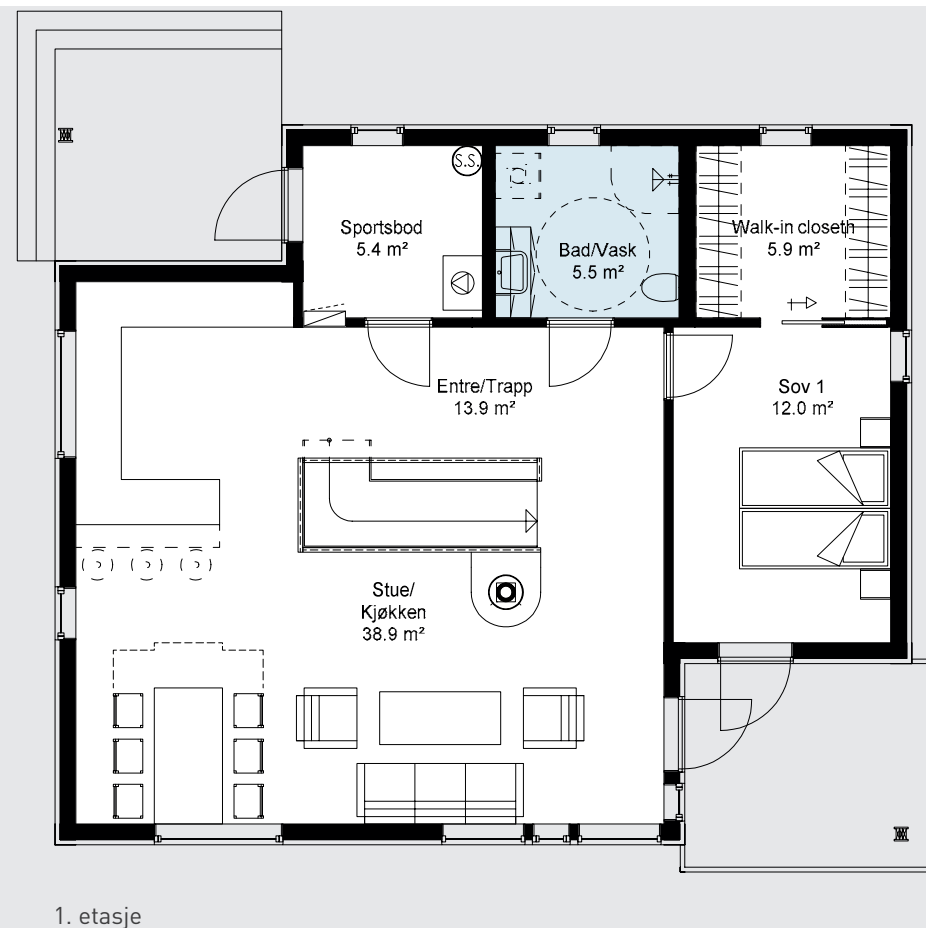 S.S.
Sportsbod
5.4 m²
Bad/Vask
5.5 m²
Walk-in closeth
5.9 m²
Entre/Trapp
13.9 m²
Sov 1
12.0 m²
Stue/
Kjøkken
38.9 m²
1. etasje